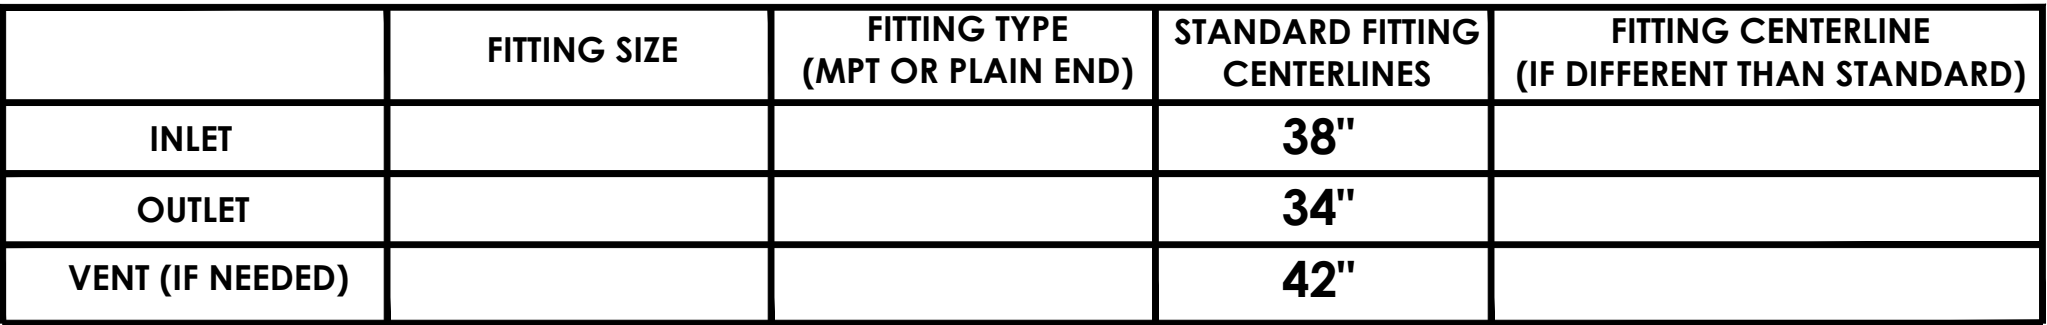 FITTING SIZE
FITTING TYPE
(MPT OR PLAIN END)
STANDARD FITTING
CENTERLINES
FITTING CENTERLINE
(IF DIFFERENT THAN STANDARD)
INLET
38"
OUTLET
34"
VENT (IF NEEDED)
42"